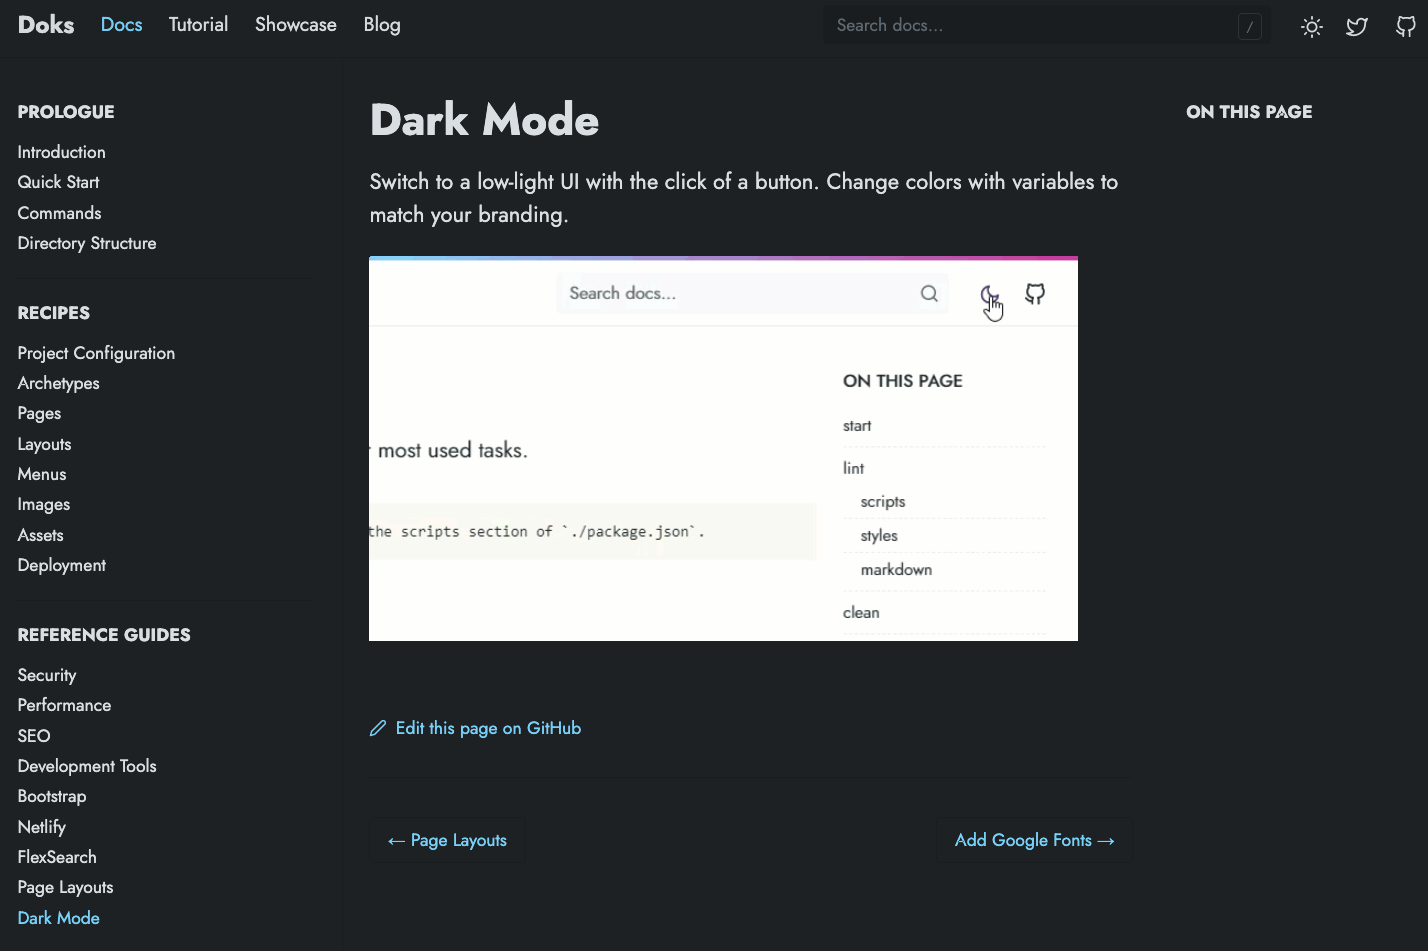 Doks Docs Tutorial Showcase Blog Search docs... /
PROLOGUE
Introduction
Quick Start
Commands
Directory Structure
RECIPES
Project Configuration
Archetypes
Pages
Layouts
Menus
Images
Assets
Deployment
REFERENCE GUIDES
Security
Performance
SEO
Development Tools
Bootstrap
Netlify
FlexSearch
Page Layouts
Dark Mode
Dark Mode
Switch to a low-light UI with the click of a button. Change colors with variables to
match your branding.
Search docs...
most used tasks.
the scripts section of `./package.json`.
ON THIS PAGE
start
lint
scripts
styles
markdown
clean
Edit this page on GitHub
← Page Layouts
Add Google Fonts →
ON THIS PAGE